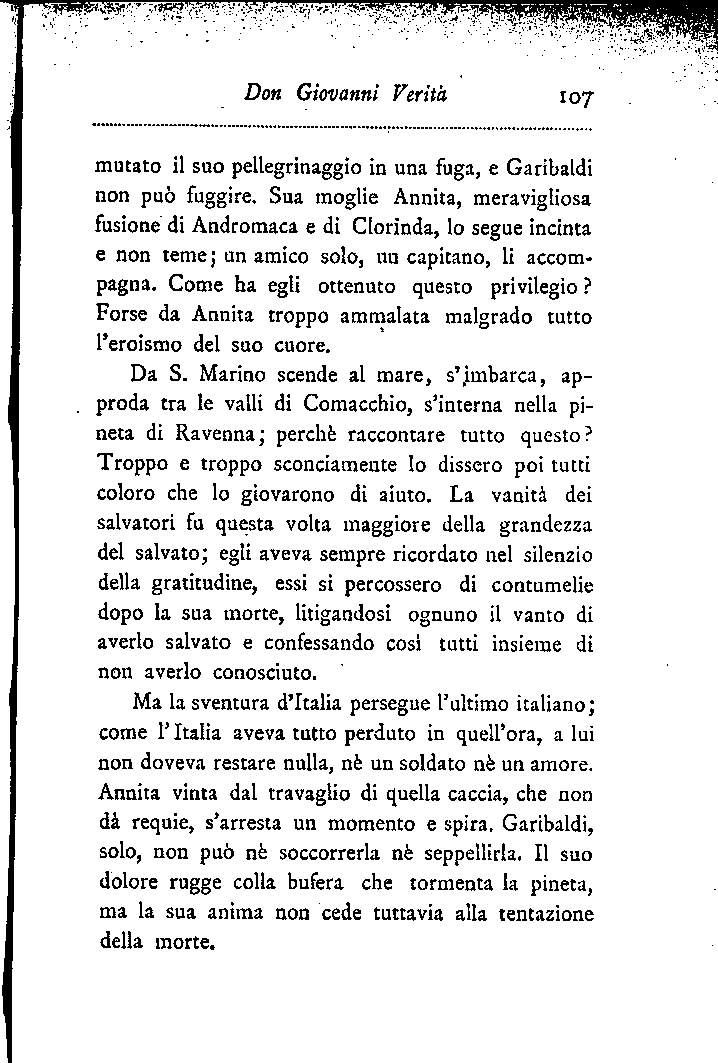 Don Giovanni Verità 107
mutato il suo pellegrinaggio in una fuga, e Garibaldi
non può fuggire. Sua moglie Annita, meravigliosa
fusione di Andromaca e di Clorinda, lo segue incinta
e non teme; un amico solo, un capitano, li accom-
pagna. Come ha egli ottenuto questo privilegio?
Forse da Annita troppo ammalata malgrado tutto
l'eroismo del suo cuore.
Da S. Marino scende al mare, s'imbarca, ap-
proda tra le valli di Comacchio, s'interna nella pi-
neta di Ravenna; perchè raccontare tutto questo?
Troppo e troppo sconciamente lo dissero poi tutti
coloro che lo giovarono di aiuto. La vanità dei
salvatori fu questa volta maggiore della grandezza
del salvato; egli aveva sempre ricordato nel silenzio
della gratitudine, essi si percossero di contumelie
dopo la sua morte, litigandosi ognuno il vanto di
averlo salvato e confessando così tutti insieme di
non averlo conosciuto.
Ma la sventura d'Italia persegue l'ultimo italiano;
come l'Italia aveva tutto perduto in quell'ora, a lui
non doveva restare nulla, nè un soldato nè un amore.
Annita vinta dal travaglio di quella caccia, che non
dà requie, s'arresta un momento e spira. Garibaldi,
solo, non può nè soccorrerla nè seppellirla. Il suo
dolore rugge colla bufera che tormenta la pineta,
ma la sua anima non cede tuttavia alla tentazione
della morte.